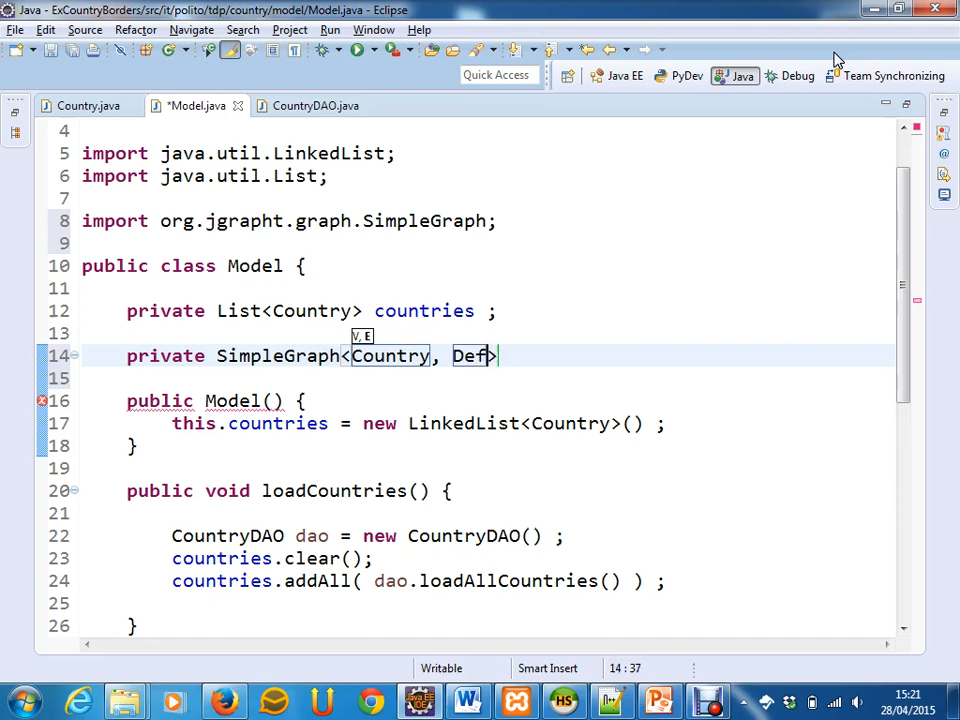 Java - ExCountryBorders/src/it/polito/tdp/country/model/Model.java - Eclipse
File Edit Source Refactor Navigate Search Project Run Window Help
Quick Access Java EE PyDev Java Debug Team Synchronizing
Country.java *Model.java CountryDAO.java
4
5 import java.util.LinkedList;
6 import java.util.List;
7
8 import org.jgrapht.graph.SimpleGraph;
9
10 public class Model {
11
12 private List<Country> countries ;
13
V, E
14 private SimpleGraph<Country, Def>
15
16 public Model() {
17 this.countries = new LinkedList<Country>() ;
18 }
19
20 public void loadCountries() {
21
22 CountryDAO dao = new CountryDAO() ;
23 countries.clear();
24 countries.addAll( dao.loadAllCountries() ) ;
25
26 }
Writable Smart Insert 14 : 37
15:21
28/04/2015